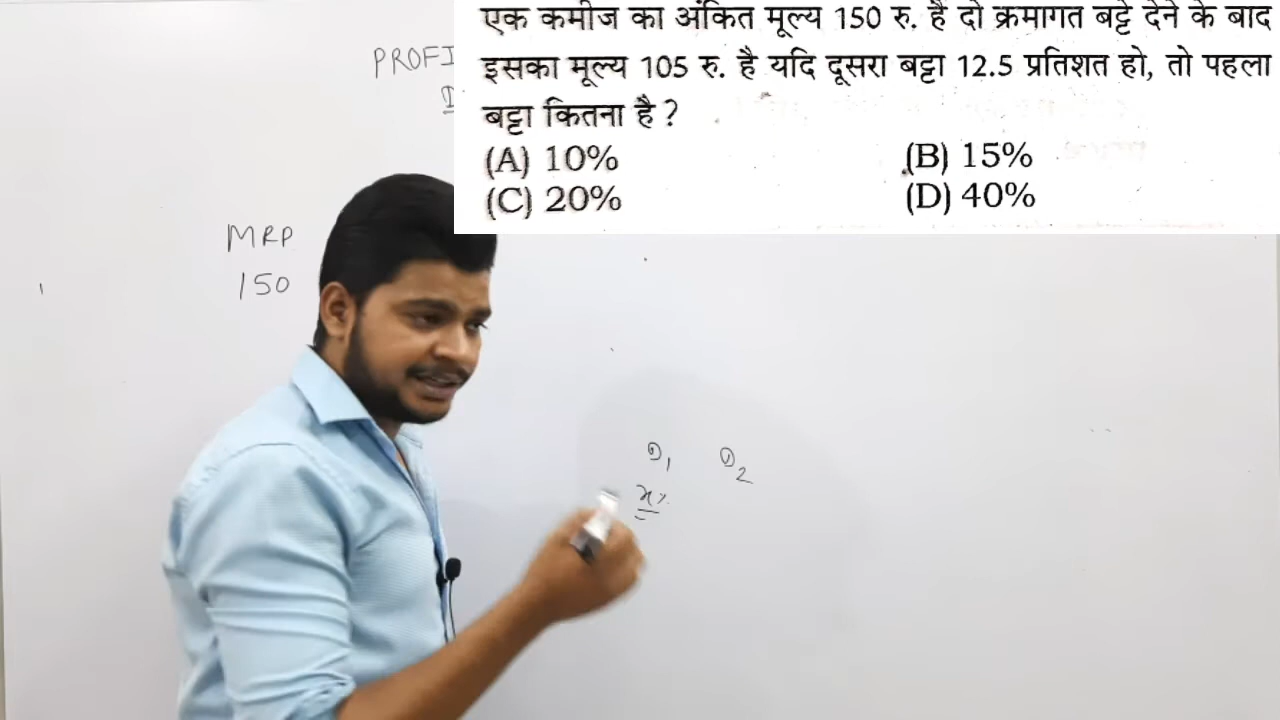 एक कमीज का अंकित मूल्य 150 रु. है दो क्रमागत बट्टे देने के बाद
इसका मूल्य 105 रु. है यदि दूसरा बट्टा 12.5 प्रतिशत हो, तो पहला
बट्टा कितना है ?
(A) 10% (B) 15%
(C) 20% (D) 40%
PROFI
MRP
150
D1 D2
x%